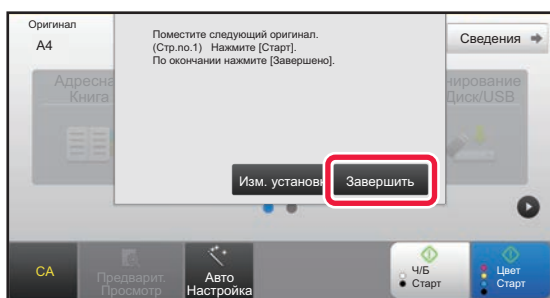 Оригинал
A4
Поместите следующий оригинал.
(Стр.no.1) Нажмите [Старт].
По окончании нажмите [Завершено].
Сведения
Адресна
Книга
нирование
Диск/USB
Изм. установ
Завершить
CA
Предварит.
Просмотр
Авто
Настройка
Ч/Б
Старт
Цвет
Старт